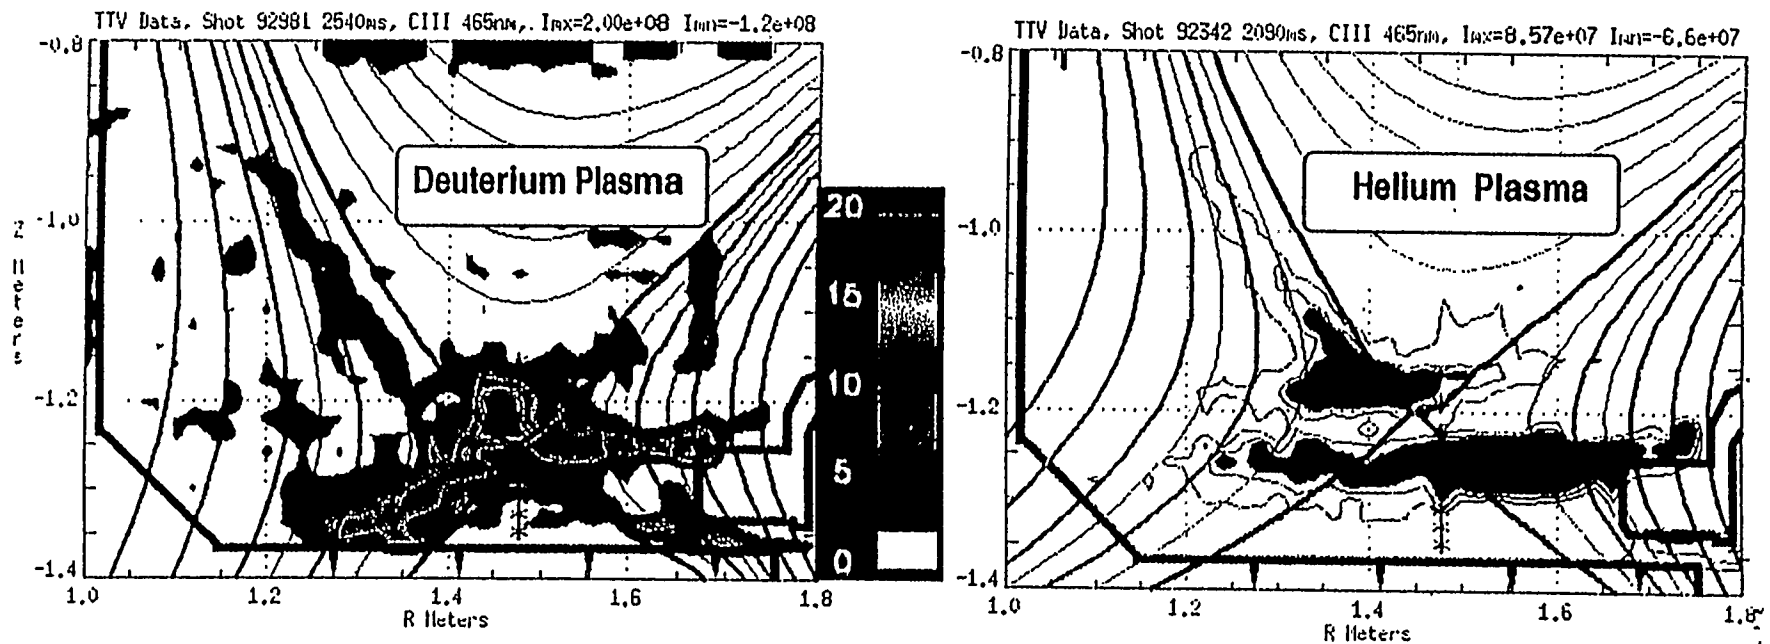 TTV Data, Shot 92981 2540ms, CIII 465nm, Imx=2.00e+08 Imn=-1.2e+08
-0.8
-1.0
-1.2
-1.4
Z Meters
Deuterium Plasma
1.0 1.2 1.4 1.6 1.8
R Meters
20
15
10
5
0
TTV Data, Shot 92342 2090ms, CIII 465nm, Imx=8.57e+07 Imn=-6.6e+07
-0.8
-1.0
-1.2
-1.4
Helium Plasma
1.0 1.2 1.4 1.6 1.8
R Meters